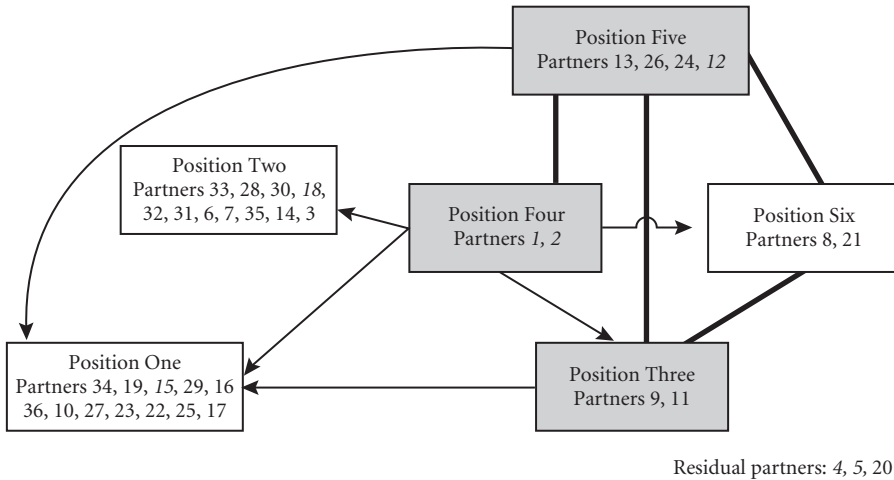 Position Five
Partners 13, 26, 24, 12
Position Two
Partners 33, 28, 30, 18,
32, 31, 6, 7, 35, 14, 3
Position Four
Partners 1, 2
Position Six
Partners 8, 21
Position One
Partners 34, 19, 15, 29, 16
36, 10, 27, 23, 22, 25, 17
Position Three
Partners 9, 11
Residual partners: 4, 5, 20